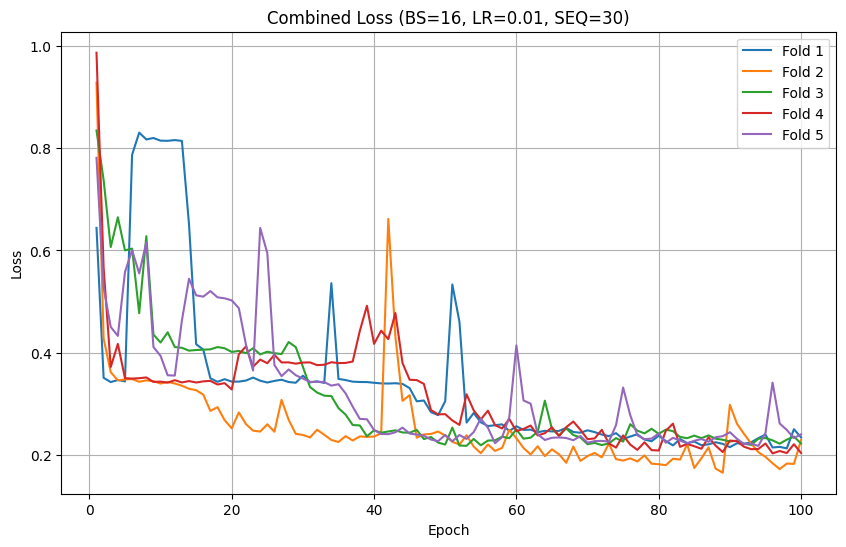 Combined Loss (BS=16, LR=0.01, SEQ=30)
Fold 1
Fold 2
Fold 3
Fold 4
Fold 5
Loss
1.0
0.8
0.6
0.4
0.2
0 20 40 60 80 100
Epoch